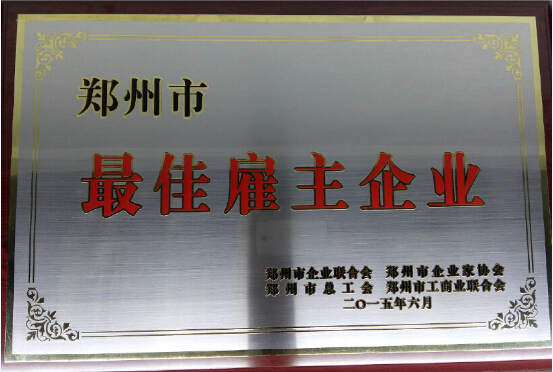 郑州市
最佳雇主企业
郑州市企业联合会 郑州市企业家协会
郑州市总工会 郑州市工商业联合会
二〇一五年六月